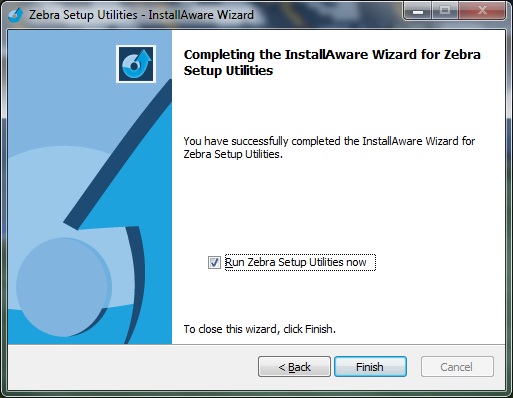 Zebra Setup Utilities - InstallAware Wizard
Completing the InstallAware Wizard for Zebra
Setup Utilities
You have successfully completed the InstallAware Wizard for
Zebra Setup Utilities.
Run Zebra Setup Utilities now
To close this wizard, click Finish.
< Back
Finish
Cancel